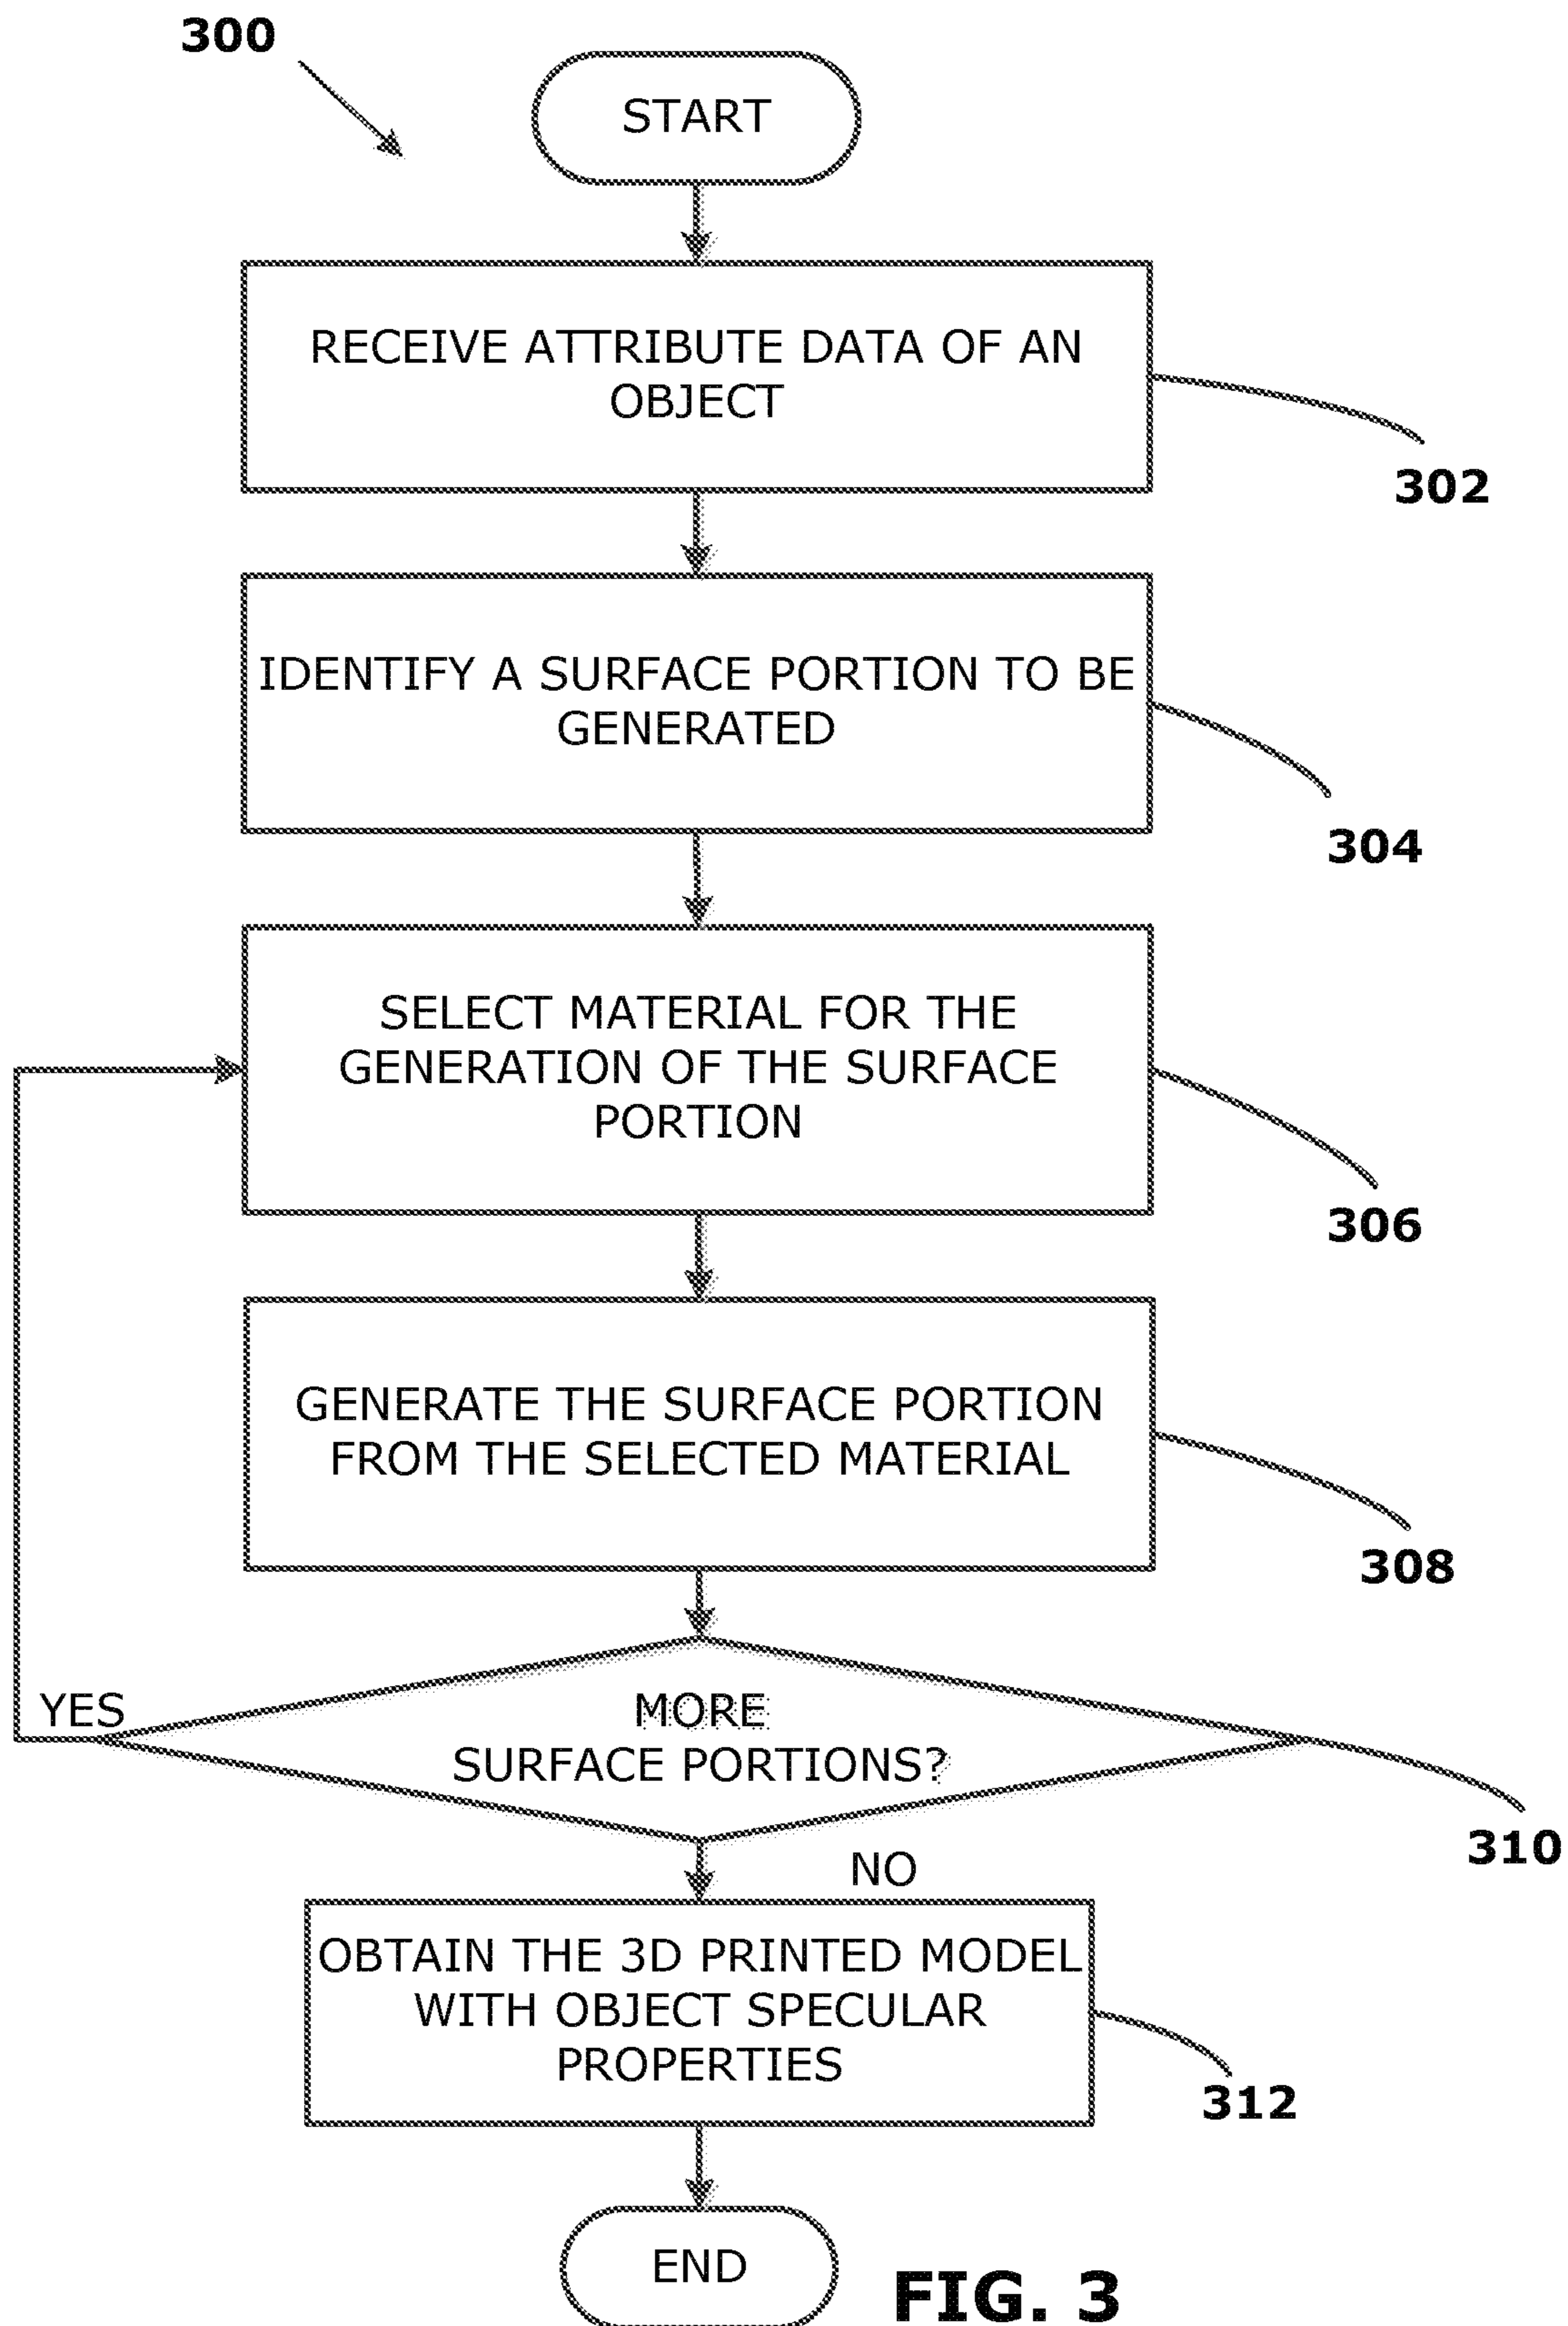 300
START
RECEIVE ATTRIBUTE DATA OF AN
OBJECT
302
IDENTIFY A SURFACE PORTION TO BE
GENERATED
304
SELECT MATERIAL FOR THE
GENERATION OF THE SURFACE
PORTION
306
GENERATE THE SURFACE PORTION
FROM THE SELECTED MATERIAL
308
YES
MORE
SURFACE PORTIONS?
310
NO
OBTAIN THE 3D PRINTED MODEL
WITH OBJECT SPECULAR
PROPERTIES
312
END
FIG. 3